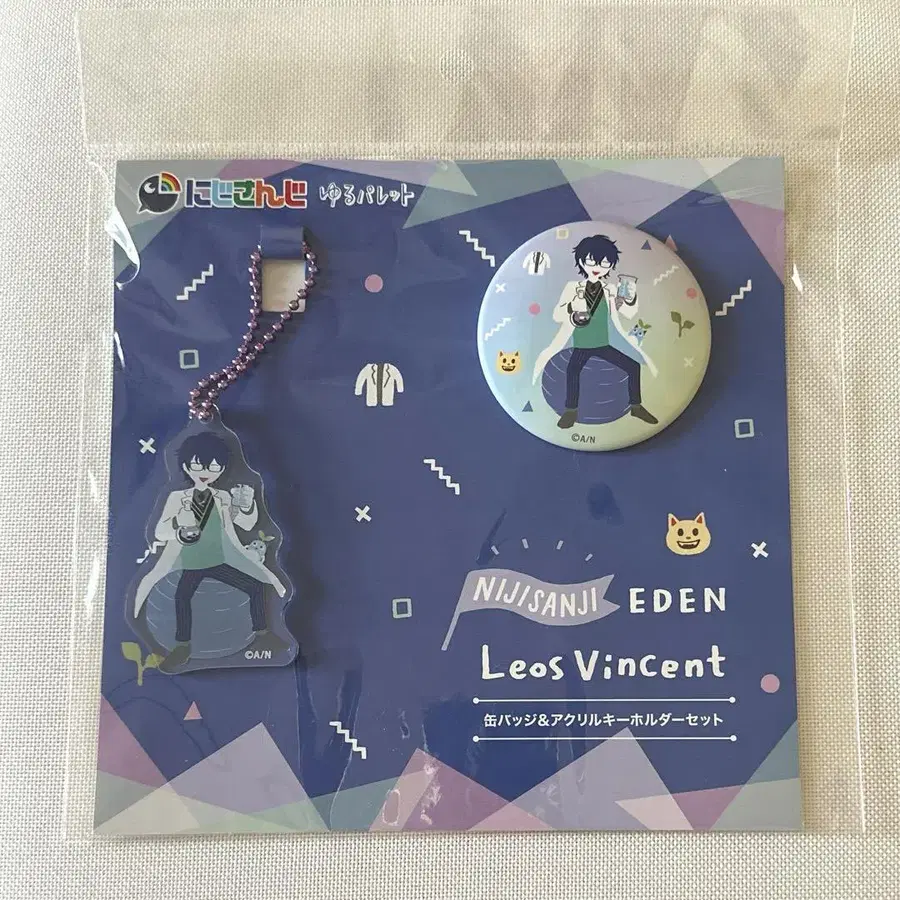 にじさんじ ゆるパレット
©A/N
©A/N
NIJISANJI EDEN
Leos Vincent
缶バッジ&アクリルキーホルダーセット